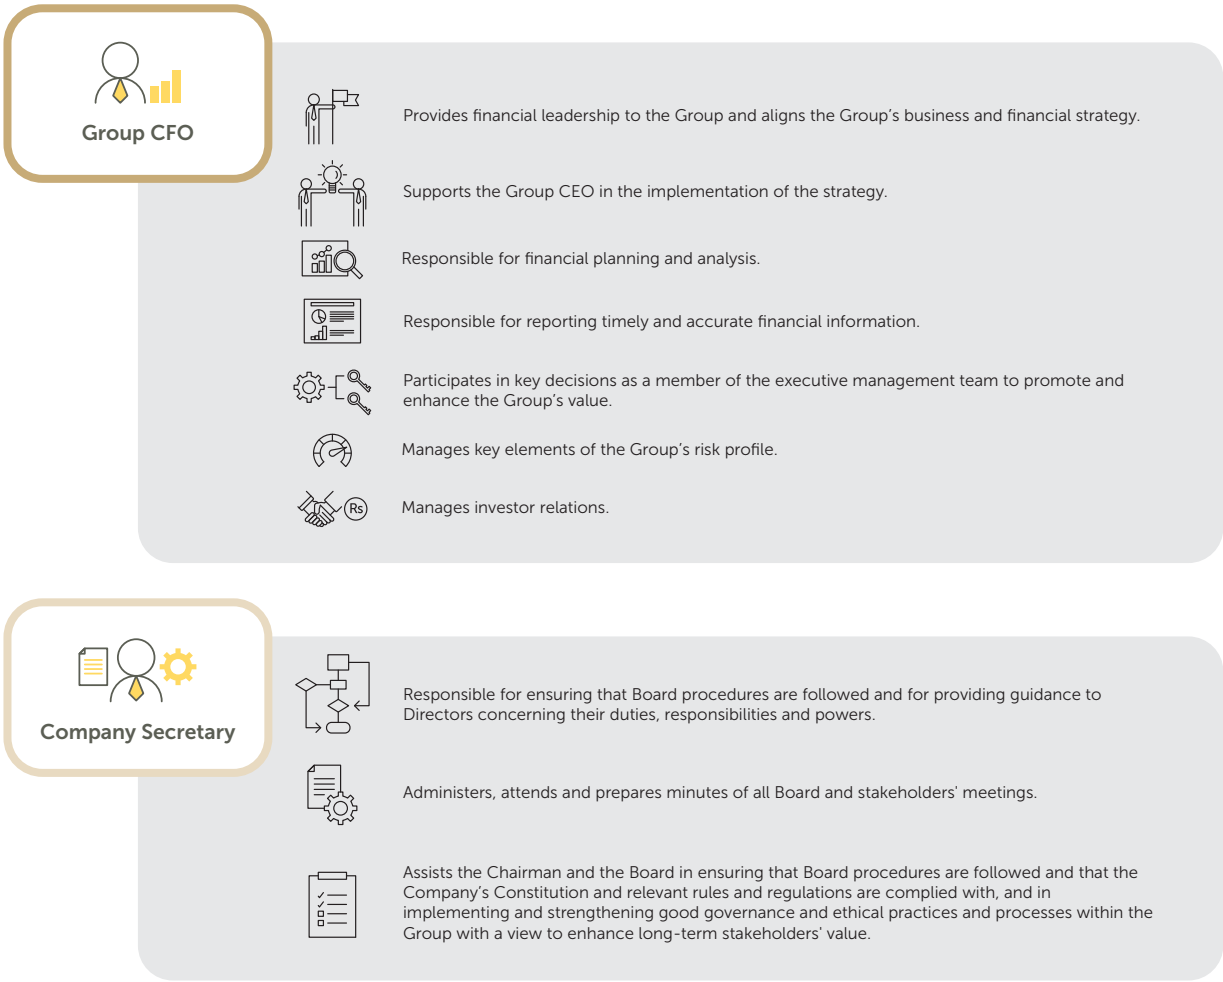 Group CFO
Provides financial leadership to the Group and aligns the Group's business and financial strategy.
Supports the Group CEO in the implementation of the strategy.
Responsible for financial planning and analysis.
Responsible for reporting timely and accurate financial information.
Participates in key decisions as a member of the executive management team to promote and
enhance the Group's value.
Manages key elements of the Group's risk profile.
Rs
Manages investor relations.
Company Secretary
Responsible for ensuring that Board procedures are followed and for providing guidance to
Directors concerning their duties, responsibilities and powers.
Administers, attends and prepares minutes of all Board and stakeholders' meetings.
Assists the Chairman and the Board in ensuring that Board procedures are followed and that the
Company's Constitution and relevant rules and regulations are complied with, and in
implementing and strengthening good governance and ethical practices and processes within the
Group with a view to enhance long-term stakeholders' value.